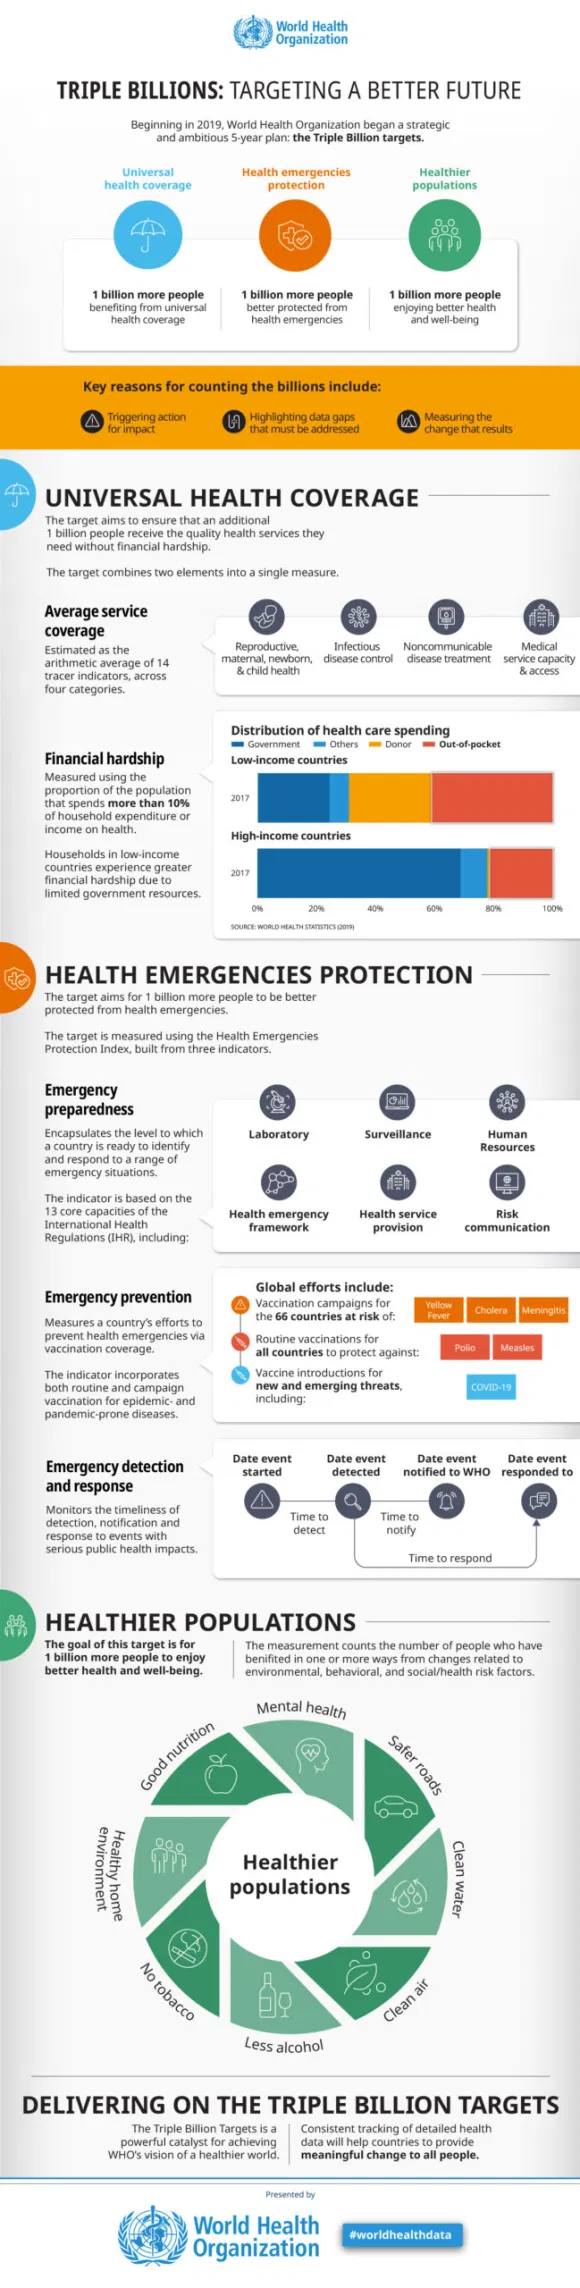 World Health
Organization
TRIPLE BILLIONS: TARGETING A BETTER FUTURE
Beginning in 2019, World Health Organization began a strategic
and ambitious 5-year plan: the Triple Billion targets.
Universal
health coverage
Health emergencies
protection
Healthier
populations
1 billion more people
benefiting from universal
health coverage
1 billion more people
better protected from
health emergencies
1 billion more people
enjoying better health
and well-being
Key reasons for counting the billions include:
Triggering action
for impact
Highlighting data gaps
that must be addressed
Measuring the
change that results
UNIVERSAL HEALTH COVERAGE
The target aims to ensure that an additional
1 billion people receive the quality health services they
need without financial hardship.
The target combines two elements into a single measure.
Average service
coverage
Estimated as the
arithmetic average of 14
tracer indicators, across
four categories.
Reproductive,
maternal, newborn,
& child health
Infectious
disease control
Noncommunicable
disease treatment
Medical
service capacity
& access
Financial hardship
Measured using the
proportion of the population
that spends more than 10%
of household expenditure or
income on health.
Households in low-income
countries experience greater
financial hardship due to
limited government resources.
Distribution of health care spending
Government Others Donor Out-of-pocket
Low-income countries
2017
High-income countries
2017
0% 20% 40% 60% 80% 100%
SOURCE: WORLD HEALTH STATISTICS (2019)
HEALTH EMERGENCIES PROTECTION
The target aims for 1 billion more people to be better
protected from health emergencies.
The target is measured using the Health Emergencies
Protection Index, built from three indicators.
Emergency
preparedness
Encapsulates the level to which
a country is ready to identify
and respond to a range of
emergency situations.
The indicator is based on the
13 core capacities of the
International Health
Regulations (IHR), including:
Laboratory
Surveillance
Human
Resources
Health emergency
framework
Health service
provision
Risk
communication
Emergency prevention
Measures a country's efforts to
prevent health emergencies via
vaccination coverage.
The indicator incorporates
both routine and campaign
vaccination for epidemic- and
pandemic-prone diseases.
Global efforts include:
Vaccination campaigns for
the 66 countries at risk of:
Yellow
Fever
Cholera
Meningitis
Routine vaccinations for
all countries to protect against:
Polio
Measles
Vaccine introductions for
new and emerging threats,
including:
COVID-19
Emergency detection
and response
Monitors the timeliness of
detection, notification and
response to events with
serious public health impacts.
Date event
started
Date event
detected
Date event
notified to WHO
Date event
responded to
Time to
detect
Time to
notify
Time to respond
HEALTHIER POPULATIONS
The goal of this target is for
1 billion more people to enjoy
better health and well-being.
The measurement counts the number of people who have
benifited in one or more ways from changes related to
environmental, behavioral, and social/health risk factors.
Mental health
Safer roads
Clean water
Clean air
Less alcohol
No tobacco
Healthy home
environment
Good nutrition
Healthier
populations
DELIVERING ON THE TRIPLE BILLION TARGETS
The Triple Billion Targets is a
powerful catalyst for achieving
WHO's vision of a healthier world.
Consistent tracking of detailed health
data will help countries to provide
meaningful change to all people.
Presented by
World Health
Organization
#worldhealthdata